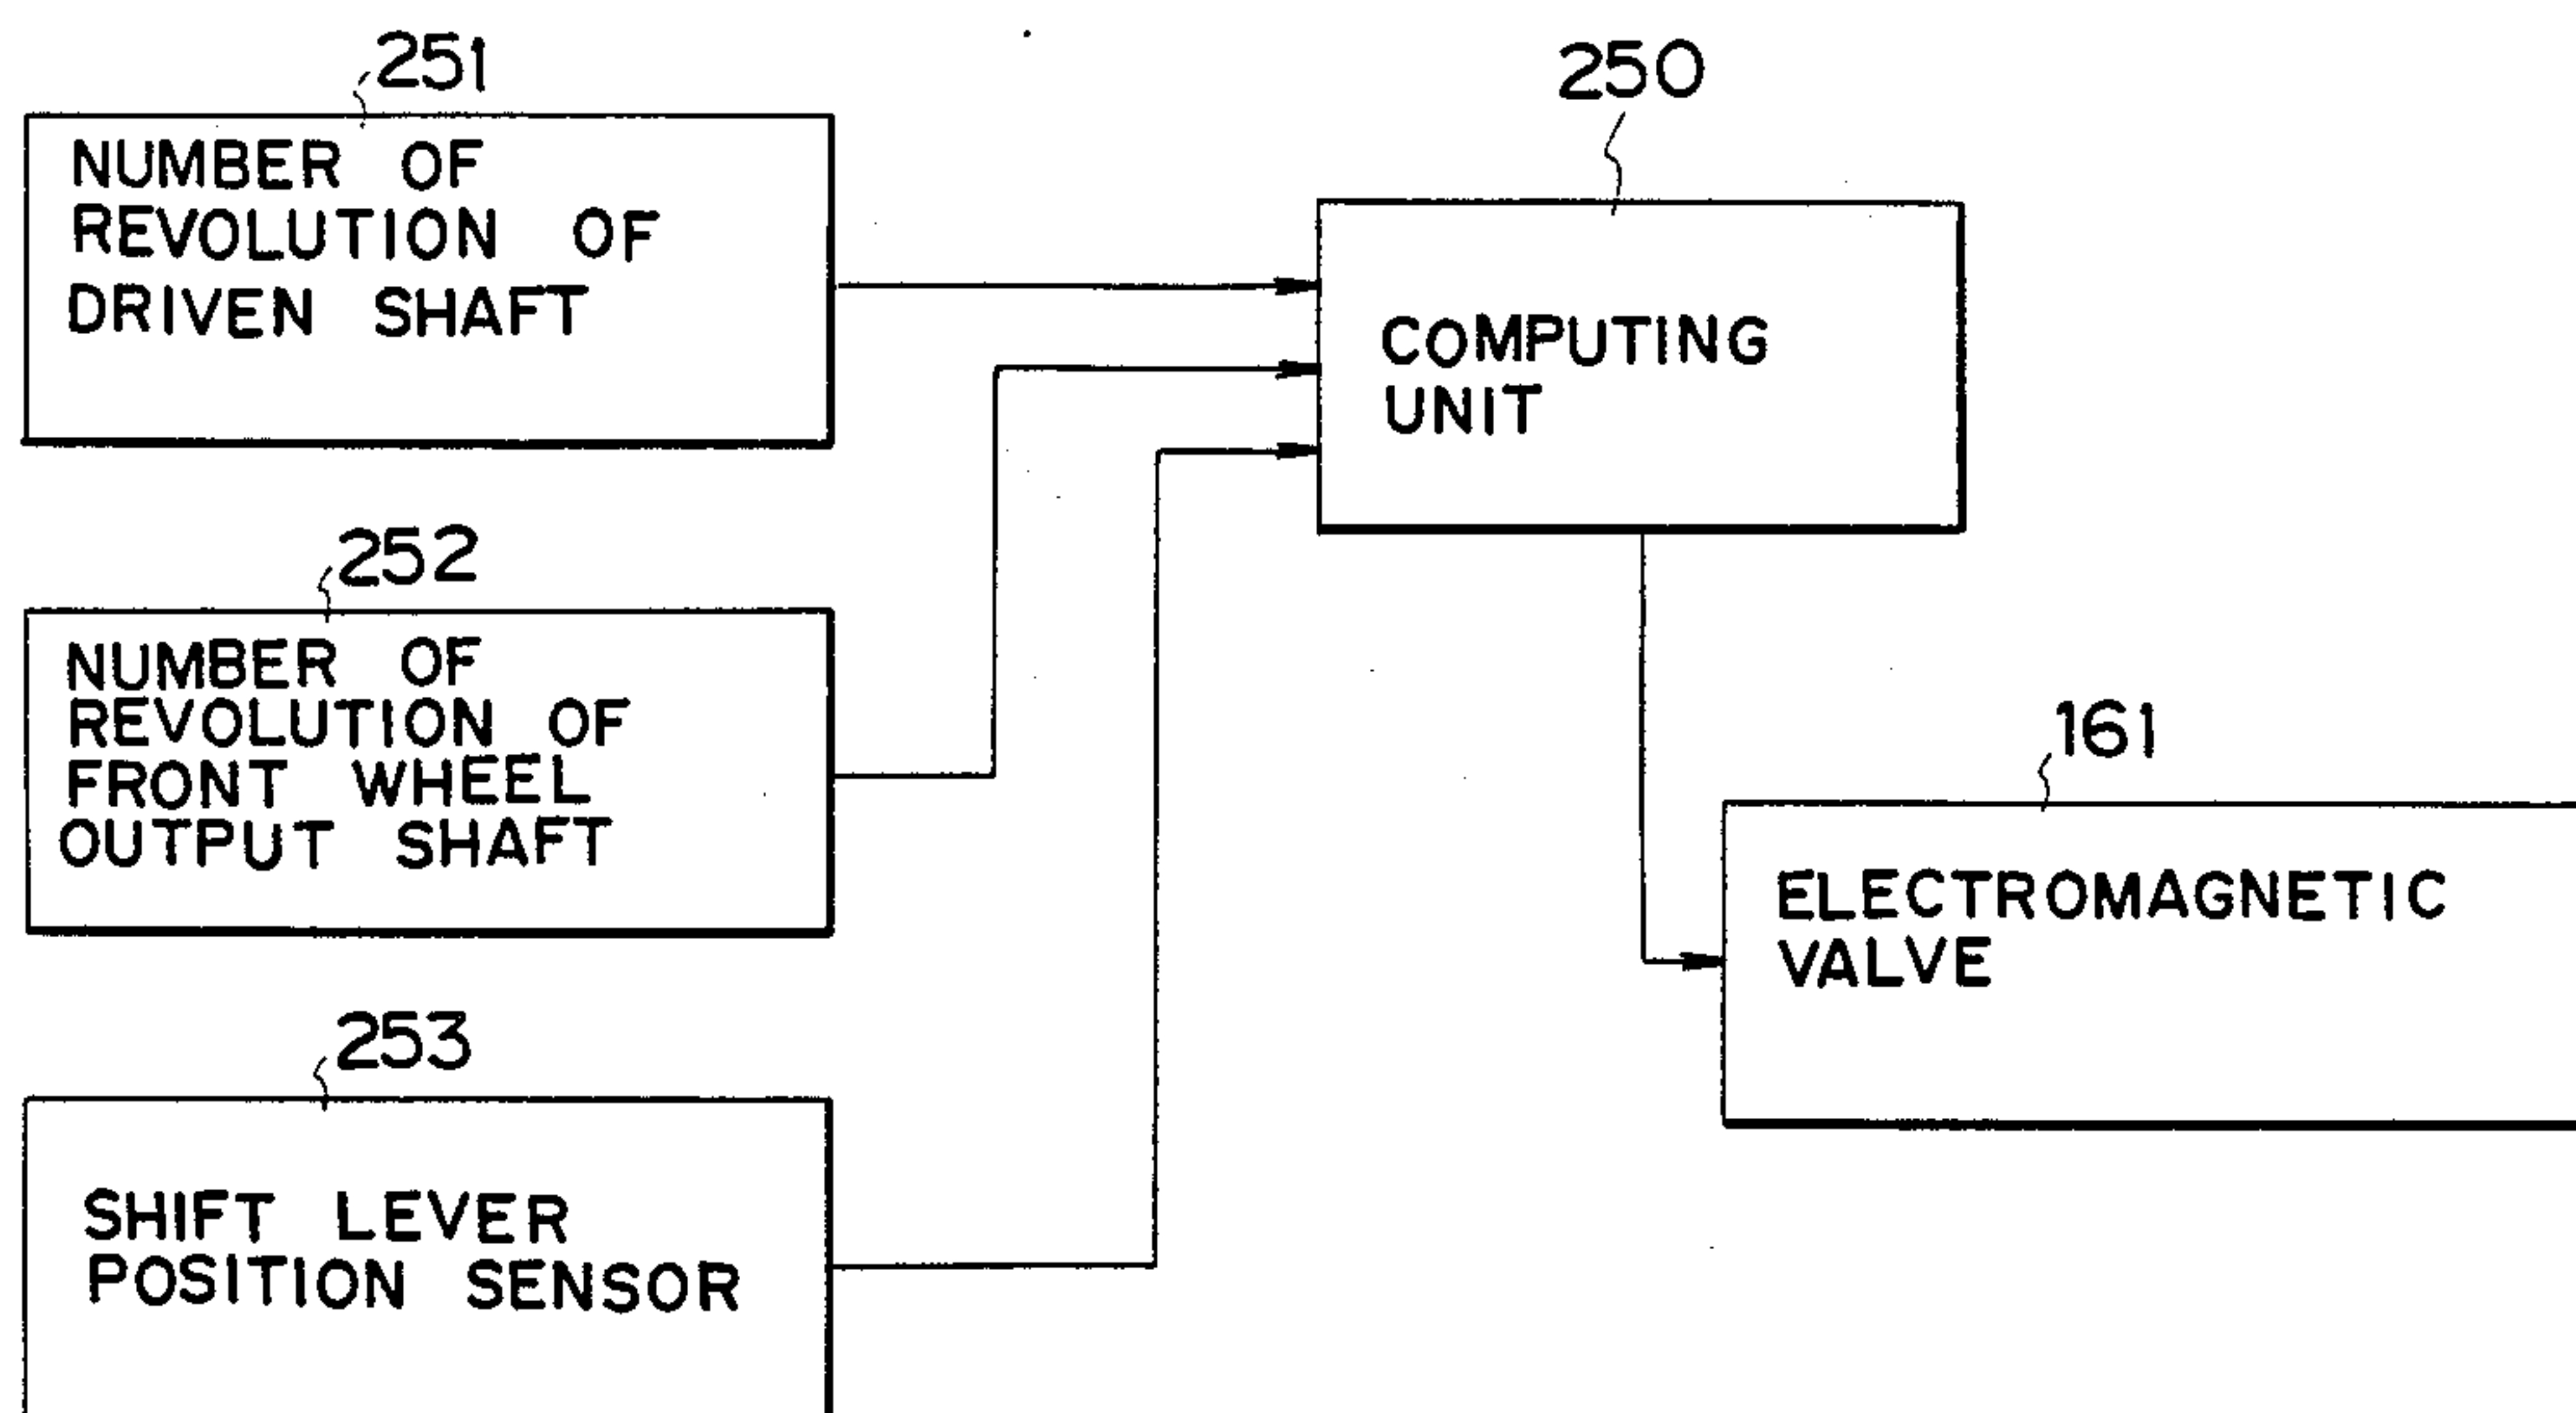 251
NUMBER OF
REVOLUTION OF
DRIVEN SHAFT
250
COMPUTING
UNIT
252
NUMBER OF
REVOLUTION OF
FRONT WHEEL
OUTPUT SHAFT
161
ELECTROMAGNETIC
VALVE
253
SHIFT LEVER
POSITION SENSOR